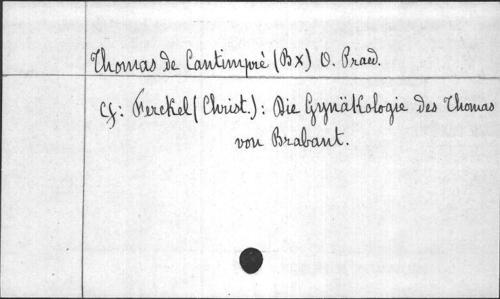 Thomas de Cantimpré (Bx) O. Praed.
Cf: Ferckel (Christ.): Die Gynäkologie des Thomas
von Brabant.